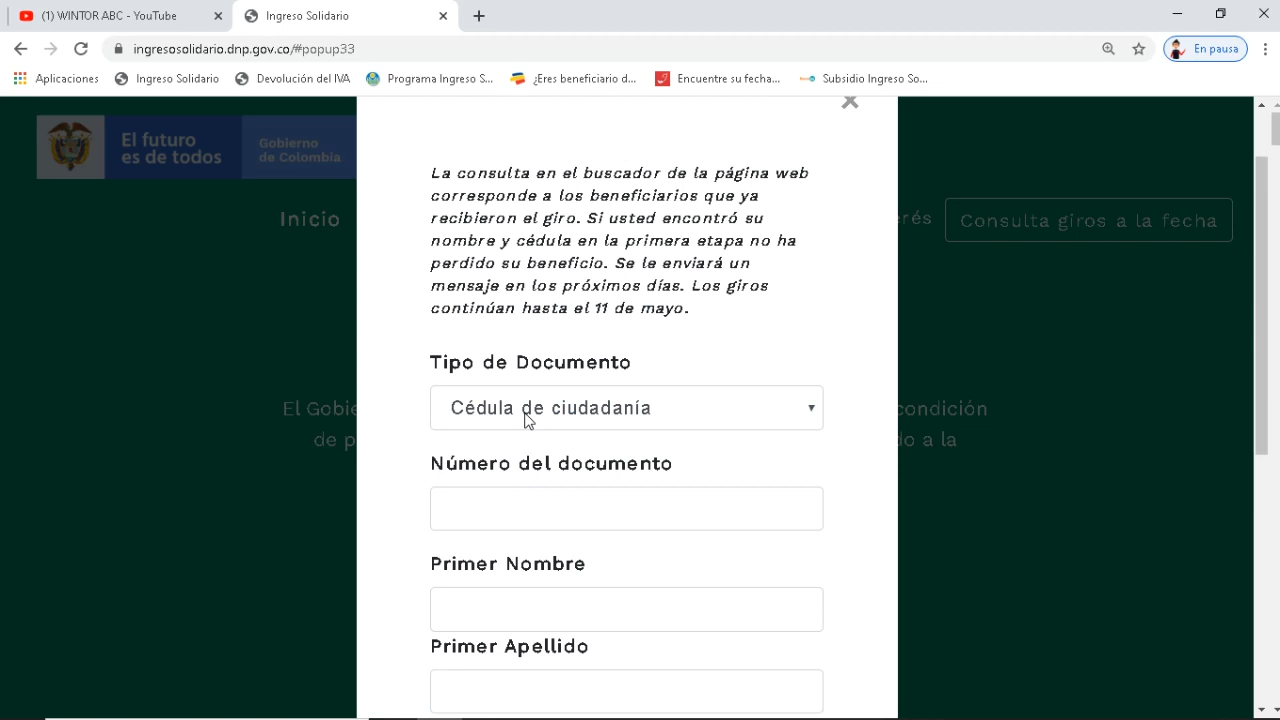 (1) WINTOR ABC - YouTube
Ingreso Solidario
ingresosolidario.dnp.gov.co/#popup33
En pausa
Aplicaciones
Ingreso Solidario
Devolución del IVA
Programa Ingreso S...
¿Eres beneficiario d...
Encuentre su fecha...
Subsidio Ingreso So...
El futuro
es de todos
Gobierno
de Colombia
Inicio
erés
Consulta giros a la fecha
La consulta en el buscador de la página web
corresponde a los beneficiarios que ya
recibieron el giro. Si usted encontró su
nombre y cédula en la primera etapa no ha
perdido su beneficio. Se le enviará un
mensaje en los próximos días. Los giros
continúan hasta el 11 de mayo.
El Gobie
condición
de p
do a la
Tipo de Documento
Cédula de ciudadanía
Número del documento
Primer Nombre
Primer Apellido